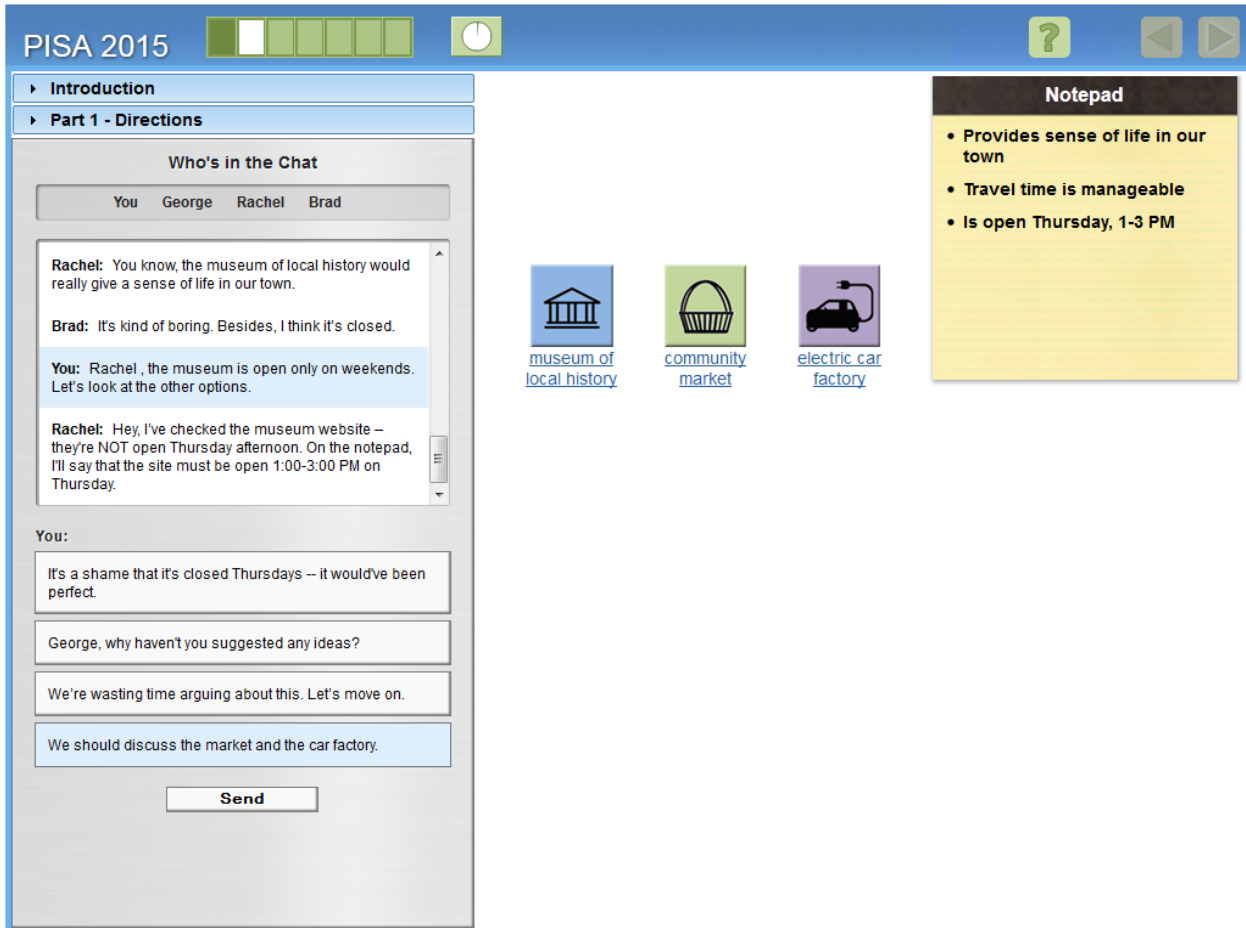 PISA 2015
?
Introduction
Part 1 - Directions
Who's in the Chat
You George Rachel Brad
Rachel: You know, the museum of local history would
really give a sense of life in our town.
Brad: It's kind of boring. Besides, I think it's closed.
You: Rachel , the museum is open only on weekends.
Let's look at the other options.
Rachel: Hey, I've checked the museum website –
they're NOT open Thursday afternoon. On the notepad,
I'll say that the site must be open 1:00-3:00 PM on
Thursday.
You:
It's a shame that it's closed Thursdays -- it would've been
perfect.
George, why haven't you suggested any ideas?
We're wasting time arguing about this. Let's move on.
We should discuss the market and the car factory.
Send
museum of
local history
community
market
electric car
factory
Notepad
• Provides sense of life in our
town
• Travel time is manageable
• Is open Thursday, 1-3 PM